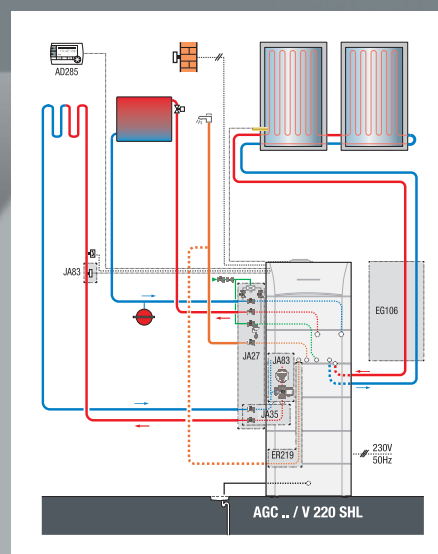 AD285
JA83
EG106
JA27
JA83
JA35
ER219
230V
50Hz
AGC .. / V 220 SHL